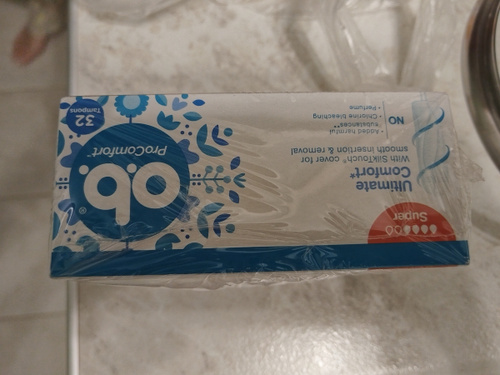 o.b.®
ProComfort™
32
Tampons
Super
Ultimate
Comfort*
With SilkTouch® cover for
smooth insertion & removal
NO
• Added harmful
substances**
• Chlorine bleaching
• Perfume